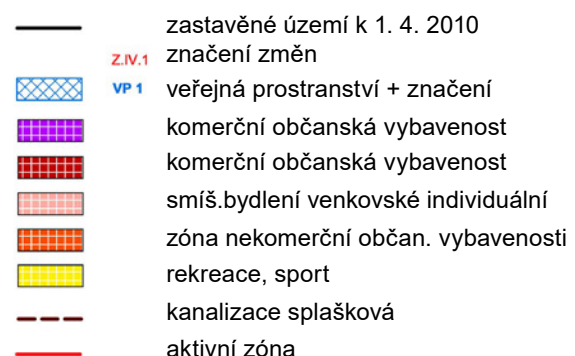 zastavěné území k 1. 4. 2010
Z.IV.1 značení změn
VP 1 veřejná prostranství + značení
komerční občanská vybavenost
komerční občanská vybavenost
smíš.bydlení venkovské individuální
zóna nekomerční občan. vybavenosti
rekreace, sport
kanalizace splašková
aktivní zóna